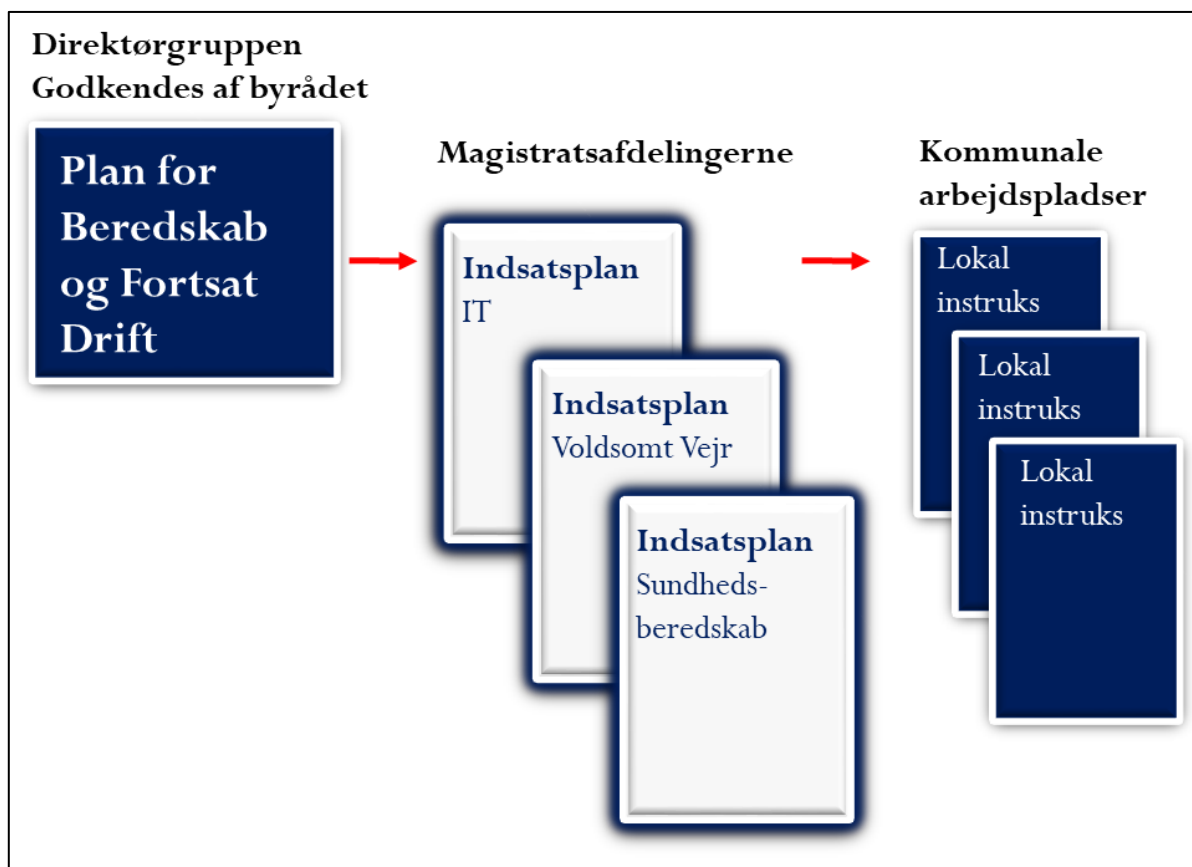 Direktørgruppen
Godkendes af byrådet
Plan for
Beredskab
og Fortsat
Drift
Magistratsafdelingerne
Indsatsplan
IT
Indsatsplan
Voldsomt Vejr
Indsatsplan
Sundheds-
beredskab
Kommunale
arbejdspladser
Lokal
instruks
Lokal
instruks
Lokal
instruks